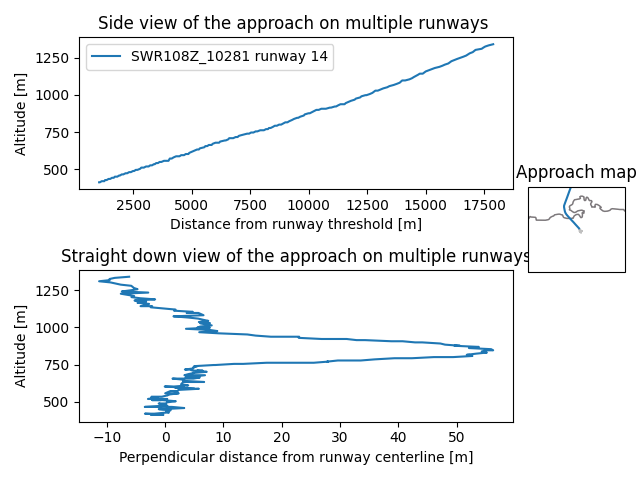 Side view of the approach on multiple runways
SWR108Z_10281 runway 14
Altitude [m]
1250
1000
750
500
2500
5000
7500
10000
12500
15000
17500
Distance from runway threshold [m]
Approach map
Straight down view of the approach on multiple runways
Altitude [m]
1250
1000
750
500
−10
0
10
20
30
40
50
Perpendicular distance from runway centerline [m]